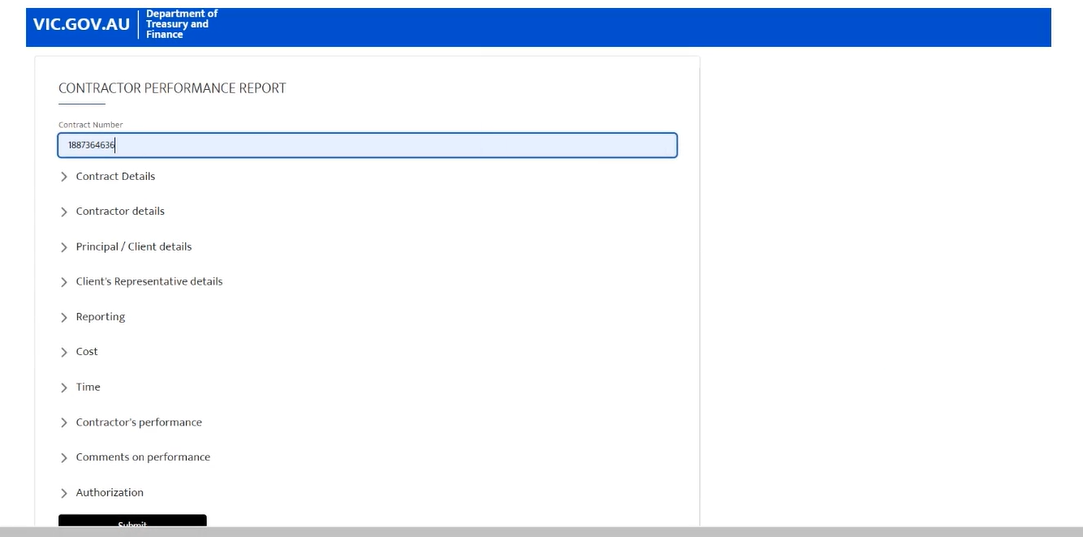 VIC.GOV.AU
Department of
Treasury and
Finance
CONTRACTOR PERFORMANCE REPORT
Contract Number
1887364636
Contract Details
Contractor details
Principal / Client details
Client's Representative details
Reporting
Cost
Time
Contractor's performance
Comments on performance
Authorization
Submit